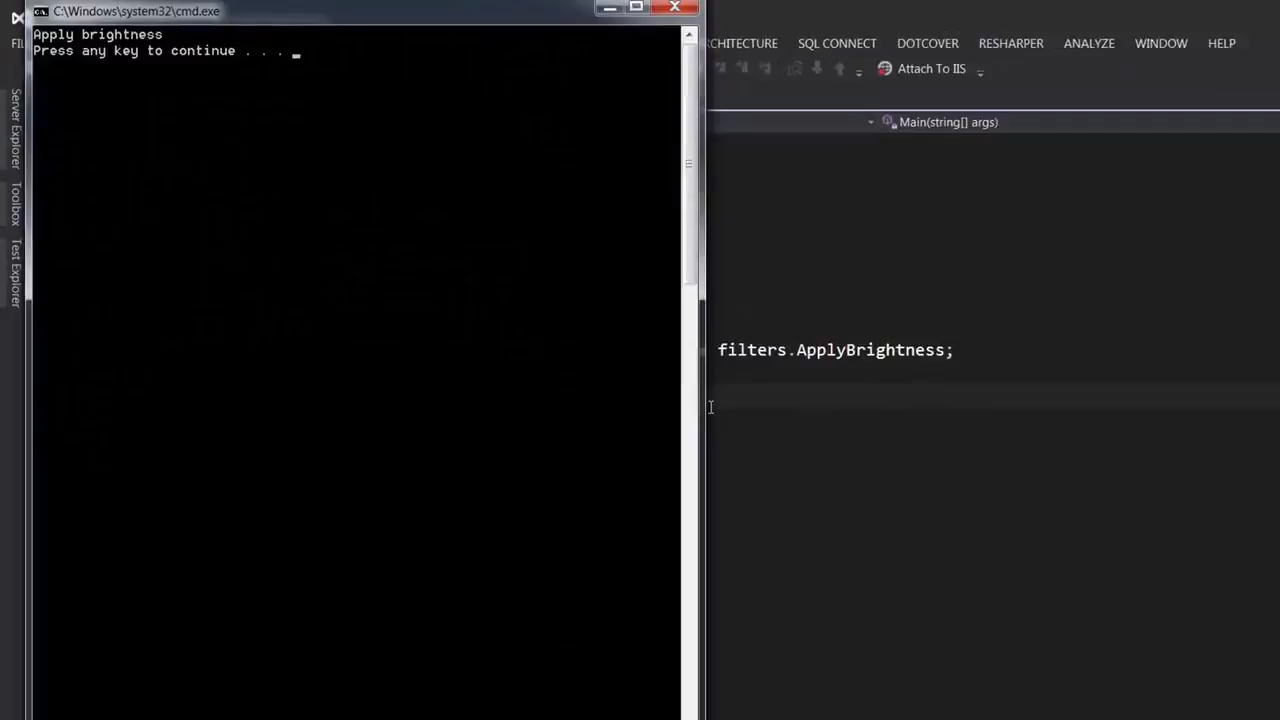 C:\Windows\system32\cmd.exe
Apply brightness
Press any key to continue . . . _
SQL CONNECT
DOTCOVER
RESHARPER
ANALYZE
WINDOW
HELP
Attach To IIS
Main(string[] args)
filters.ApplyBrightness;
Server Explorer
Toolbox
Test Explorer